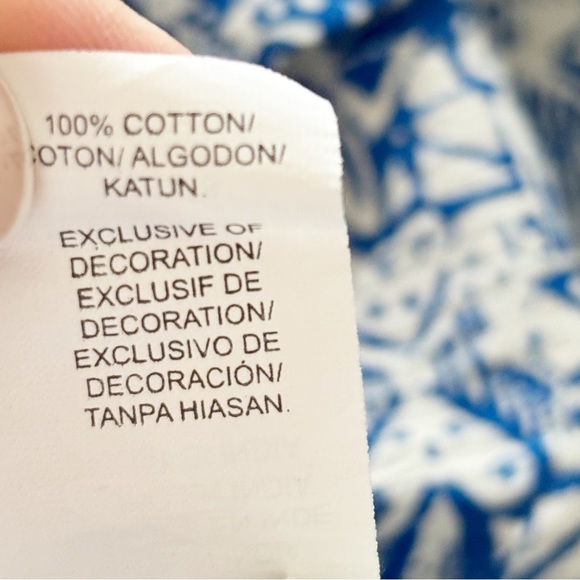 100% COTTON/
COTON/ ALGODON/
KATUN.
EXCLUSIVE OF
DECORATION/
EXCLUSIF DE
DECORATION/
EXCLUSIVO DE
DECORACIÓN/
TANPA HIASAN.